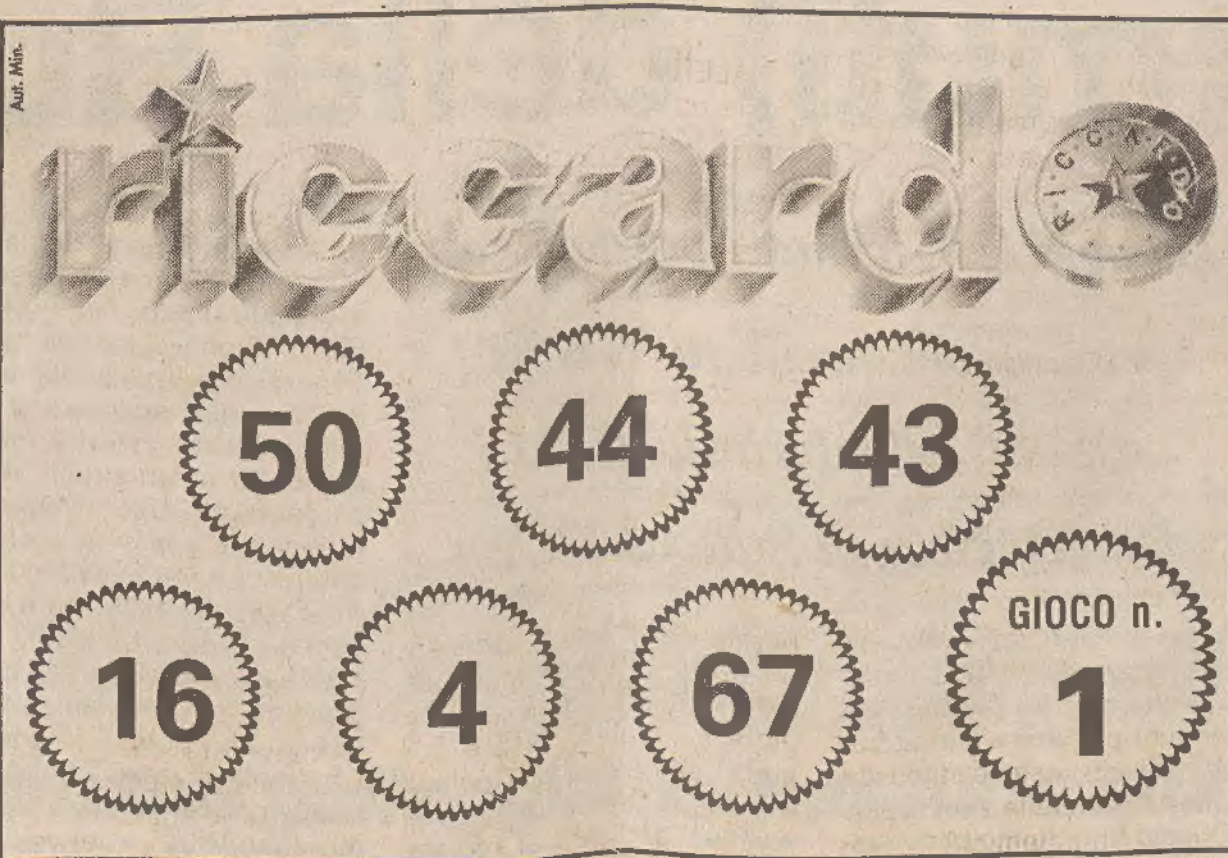 Aut. Min.
riccardo
RICCARDO
50 44 43
16 4 67
GIOCO n.
1